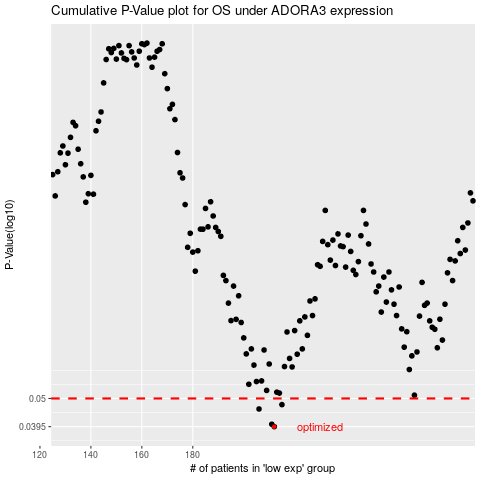 Cumulative P-Value plot for OS under ADORA3 expression
P-Value(log10)
0.05
0.0395
optimized
120 140 160 180
# of patients in 'low exp' group